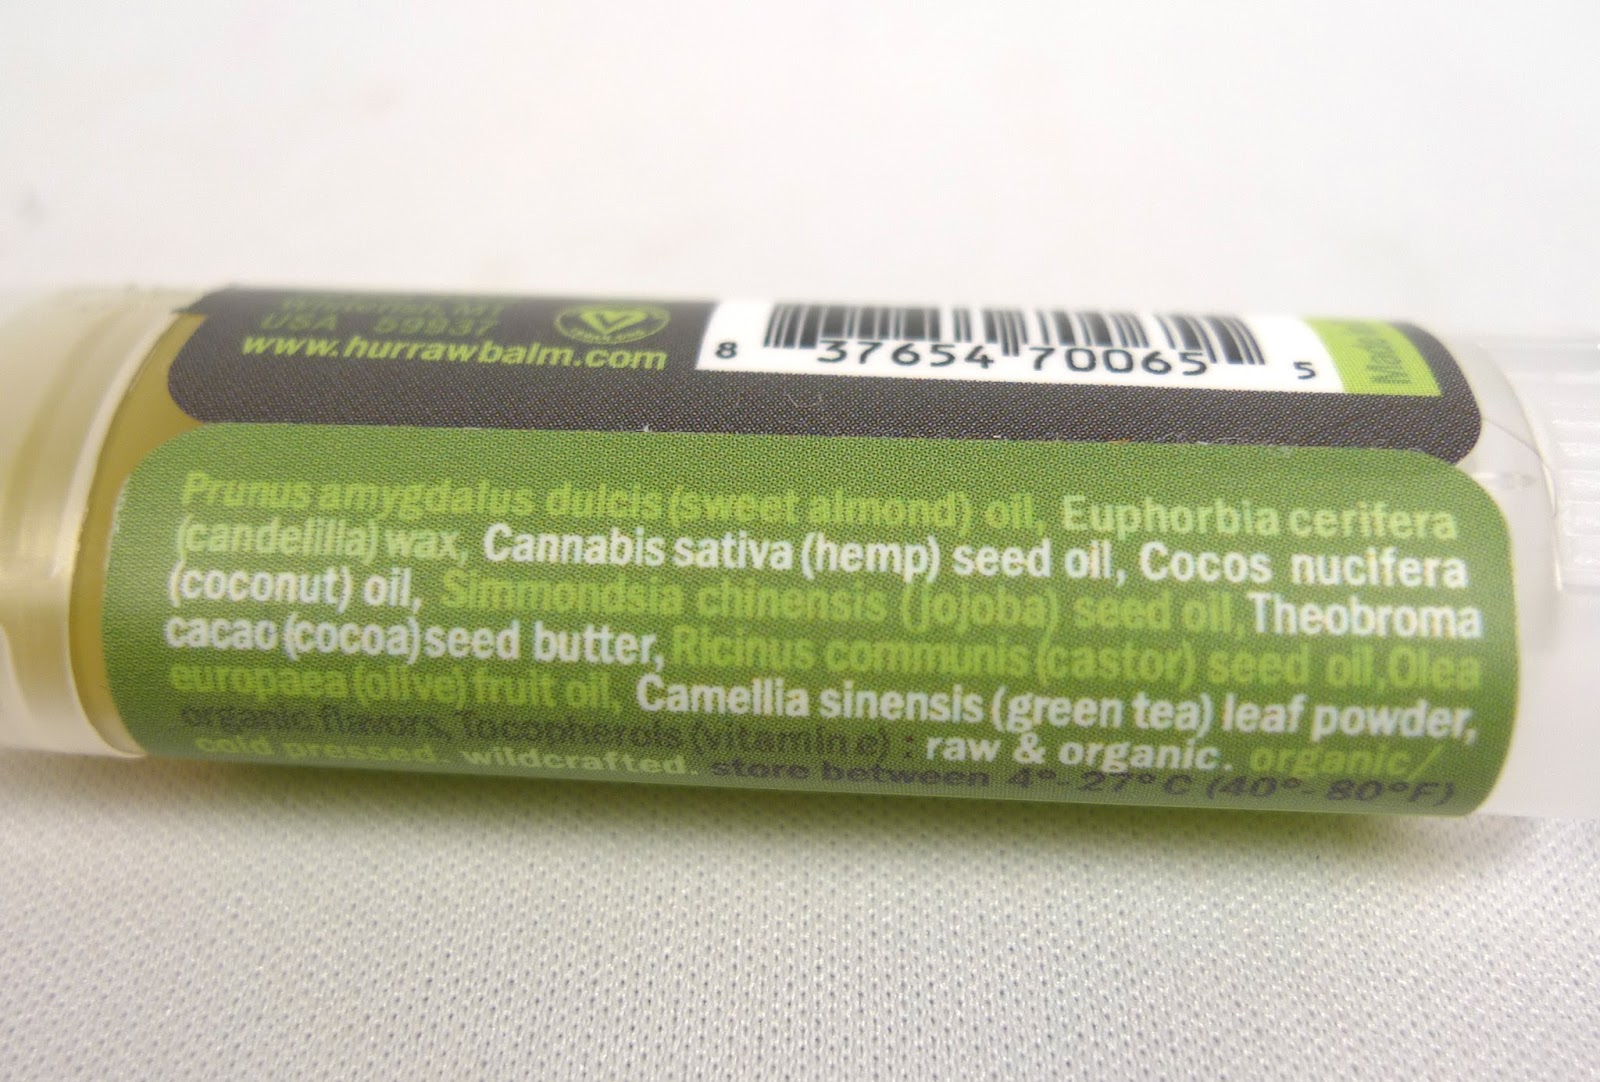 USA 59937
www.hurrawbalm.com
8 37654 70065 5
Made
Prunus amygdalus dulcis (sweet almond) oil, Euphorbia cerifera
(candelilla) wax, Cannabis sativa (hemp) seed oil, Cocos nucifera
(coconut) oil, Simmondsia chinensis (jojoba) seed oil, Theobroma
cacao (cocoa) seed butter, Ricinus communis (castor) seed oil, Olea
europaea (olive) fruit oil, Camellia sinensis (green tea) leaf powder,
organic flavors, Tocopherols (vitamin e) : raw & organic. organic/
cold pressed. wildcrafted. store between 4°-27°C (40°- 80°F)